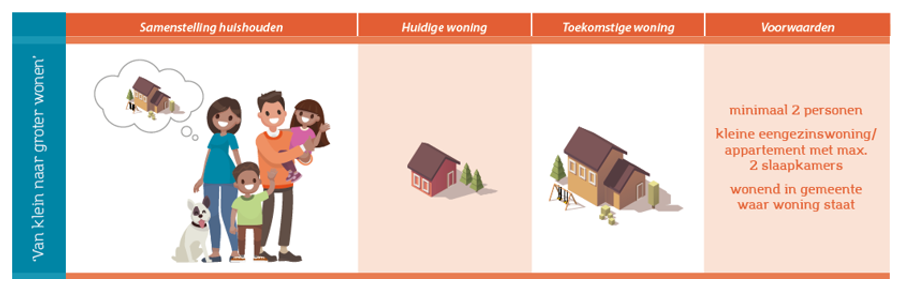 Samenstelling huishouden
Huidige woning
Toekomstige woning
Voorwaarden
'Van klein naar groter wonen'
minimaal 2 personen
kleine eengezinswoning/
appartement met max.
2 slaapkamers
wonend in gemeente
waar woning staat